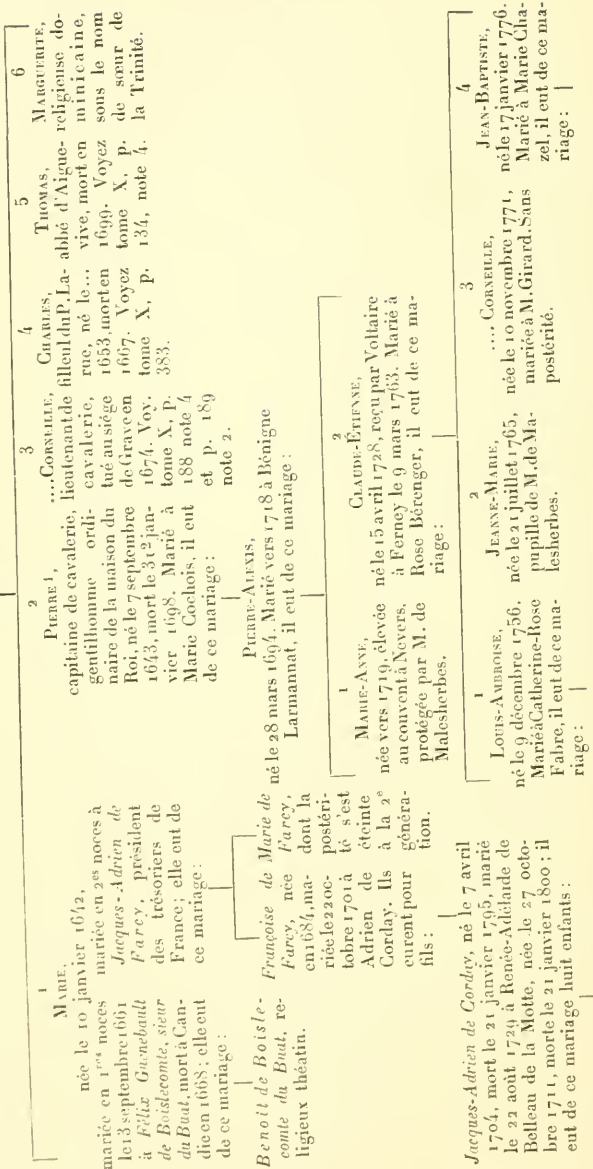 1
MARIE,
née le 10 janvier 1642,
mariée en 1res noces
le 13 septembre 1661
à Félix Guénebault
de Boislecomte, sieur
du Buat, mort à Can-
die en 1668; elle eut
de ce mariage:
mariée en 2es noces à
Jacques-Adrien de
Farcy, président
des trésoriers de
France; elle eut de
ce mariage:
2
PIERRE I,
capitaine de cavalerie,
gentilhomme ordi-
naire de la maison du
Roi, né le 7 septembre
1643, mort le 31 2 jan-
vier 1698. Marié à
Marie Cochois, il eut
de ce mariage:
3
....CORNEILLE,
lieutenant de
cavalerie,
tué au siége
de Grave en
1674. Voy.
tome X, p.
188 note 4
et p. 189
note 2.
4
CHARLES,
filleul du P. La-
rue, né le...
1653, mort en
1667. Voyez
tome X, p.
383.
5
THOMAS,
abbé d'Aigue-
vive, mort en
1699. Voyez
tome X, p.
134, note 4.
6
MARGUERITE,
religieuse do-
minicaine,
sous le nom
de sœur de
la Trinité.
Benoît de Boisle-
comte du Buat, re-
ligieux théatin.
Françoise de
Farcy, née
en 1684, ma-
riée le 22 oc-
tobre 1701 à
Adrien de
Corday. Ils
eurent pour
fils:
Marie de
Farcy,
dont la
postéri-
té s'est
éteinte
à la 2e
généra-
tion.
PIERRE-ALEXIS,
né le 28 mars 1694. Marié vers 1718 à Bénigne
Larmannat, il eut de ce mariage:
1
MARIE-ANNE,
née vers 1719, élevée
au couvent à Nevers,
protégée par M. de
Malesherbes.
2
CLAUDE-ÉTIENNE,
né le 15 avril 1728, reçu par Voltaire
à Ferney le 9 mars 1763. Marié à
Rose Bérenger, il eut de ce ma-
riage:
Jacques-Adrien de Corday, né le 7 avril
1704, mort le 21 janvier 1795, marié
le 22 août 1729 à Renée-Adélaïde de
Belleau de la Motte, née le 27 octo-
bre 1711, morte le 21 janvier 1800; il
eut de ce mariage huit enfants:
1
LOUIS-AMBROISE,
né le 9 décembre 1756.
Marié à Catherine-Rose
Fabre, il eut de ce ma-
riage:
2
JEANNE-MARIE,
née le 21 juillet 1765,
pupille de M. de Ma-
lesherbes.
3
....CORNEILLE,
née le 10 novembre 1771,
mariée à M. Girard. Sans
postérité.
4
JEAN-BAPTISTE,
né le 17 janvier 1776.
Marié à Marie Cha-
zel, il eut de ce ma-
riage: